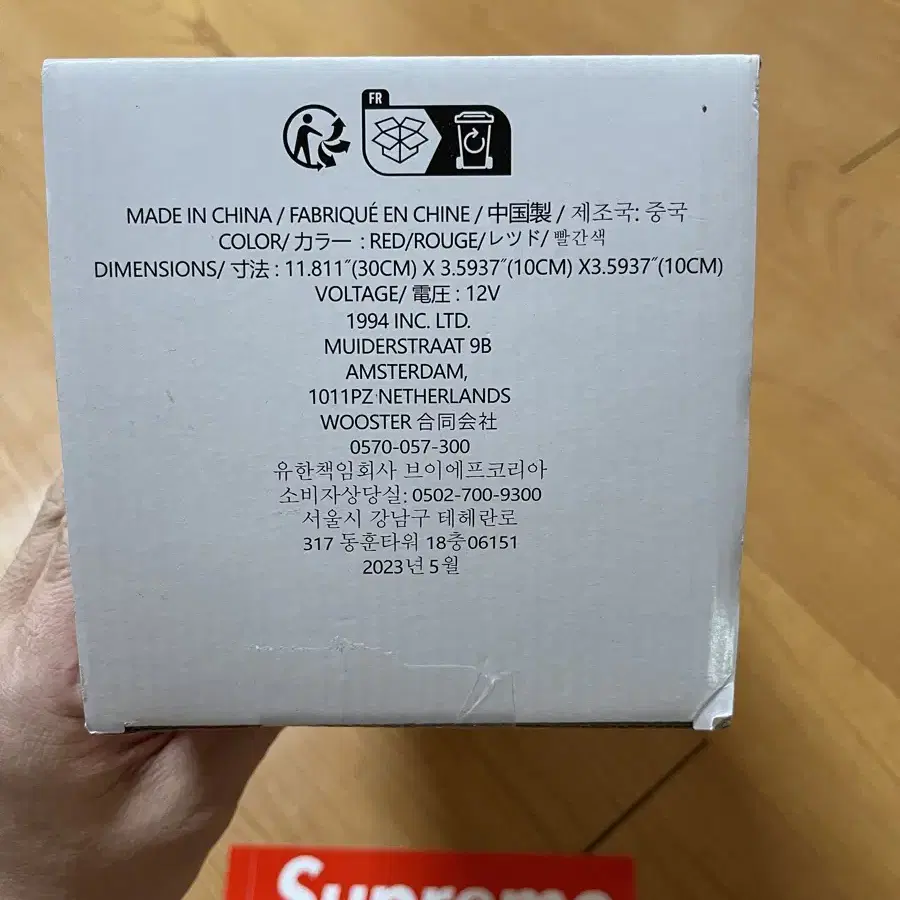 FR
MADE IN CHINA / FABRIQUÉ EN CHINE / 中国製 / 제조국: 중국
COLOR/ カラー : RED/ROUGE/レツド/ 빨간색
DIMENSIONS/ 寸法 : 11.811″(30CM) X 3.5937″(10CM) X3.5937″(10CM)
VOLTAGE/ 電圧 : 12V
1994 INC. LTD.
MUIDERSTRAAT 9B
AMSTERDAM,
1011PZ NETHERLANDS
WOOSTER 合同会社
0570-057-300
유한책임회사 브이에프코리아
소비자상당실: 0502-700-9300
서울시 강남구 테헤란로
317 동훈타워 18충06151
2023년 5월
Supreme